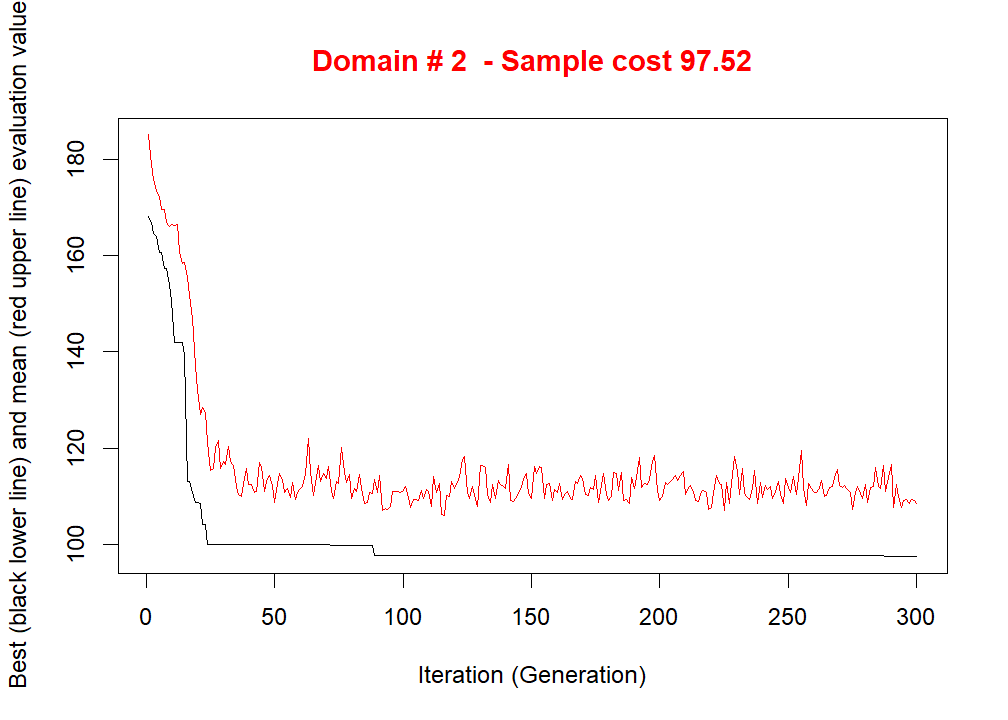 Domain # 2  - Sample cost 97.52
Best (black lower line) and mean (red upper line) evaluation value
180
160
140
120
100
0 50 100 150 200 250 300
Iteration (Generation)